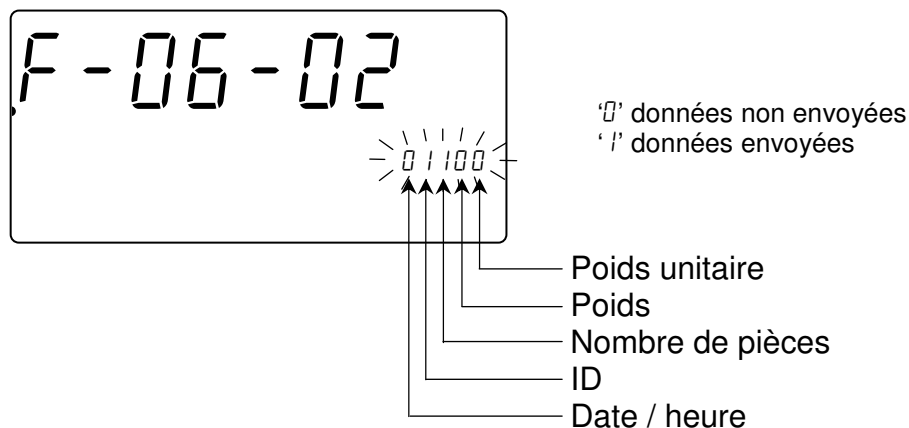 F-06-02
'0' données non envoyées
'1' données envoyées
01100
Poids unitaire
Poids
Nombre de pièces
ID
Date / heure